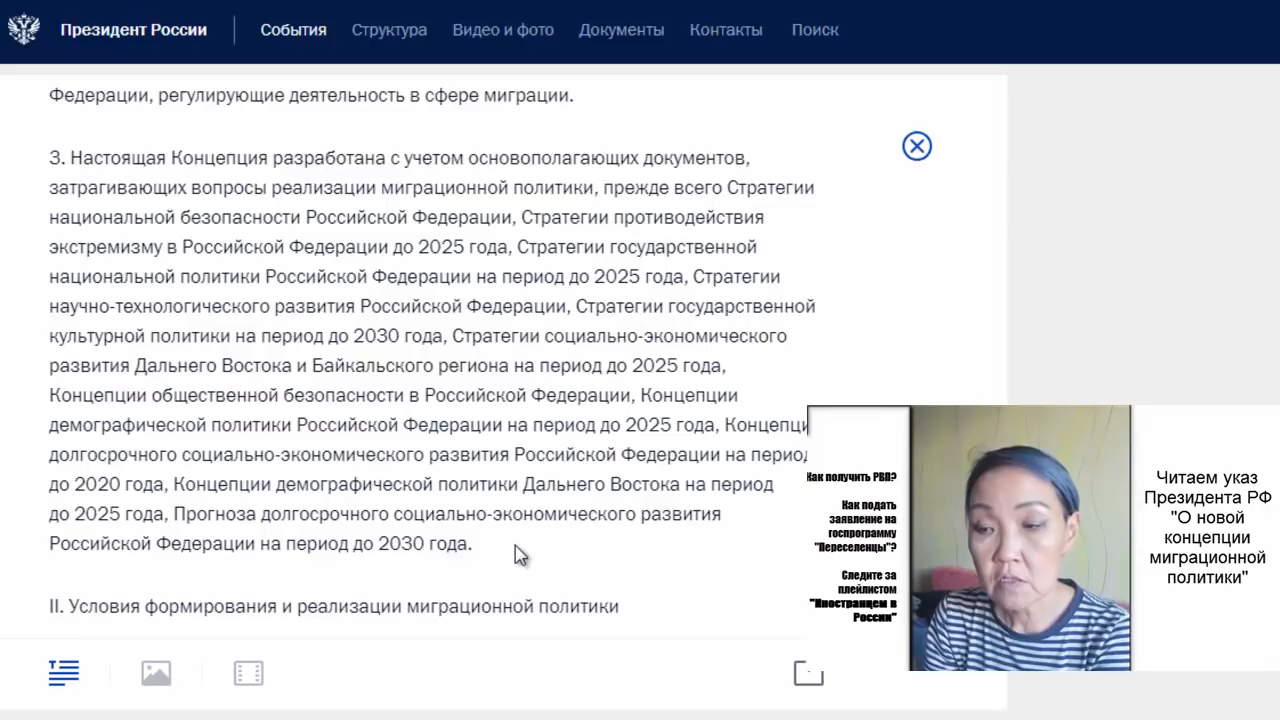 Президент России
События
Структура
Видео и фото
Документы
Контакты
Поиск
Федерации, регулирующие деятельность в сфере миграции.
3. Настоящая Концепция разработана с учетом основополагающих документов,
затрагивающих вопросы реализации миграционной политики, прежде всего Стратегии
национальной безопасности Российской Федерации, Стратегии противодействия
экстремизму в Российской Федерации до 2025 года, Стратегии государственной
национальной политики Российской Федерации на период до 2025 года, Стратегии
научно-технологического развития Российской Федерации, Стратегии государственной
культурной политики на период до 2030 года, Стратегии социально-экономического
развития Дальнего Востока и Байкальского региона на период до 2025 года,
Концепции общественной безопасности в Российской Федерации, Концепции
демографической политики Российской Федерации на период до 2025 года, Концепци
долгосрочного социально-экономического развития Российской Федерации на период
до 2020 года, Концепции демографической политики Дальнего Востока на период
до 2025 года, Прогноза долгосрочного социально-экономического развития
Российской Федерации на период до 2030 года.
II. Условия формирования и реализации миграционной политики
Как получить РВП?
Как подать
заявление на
госпрограмму
"Переселенцы"?
Следите за
плейлистом
"Иностранцем в
России"
Читаем указ
Президента РФ
"О новой
концепции
миграционной
политики"